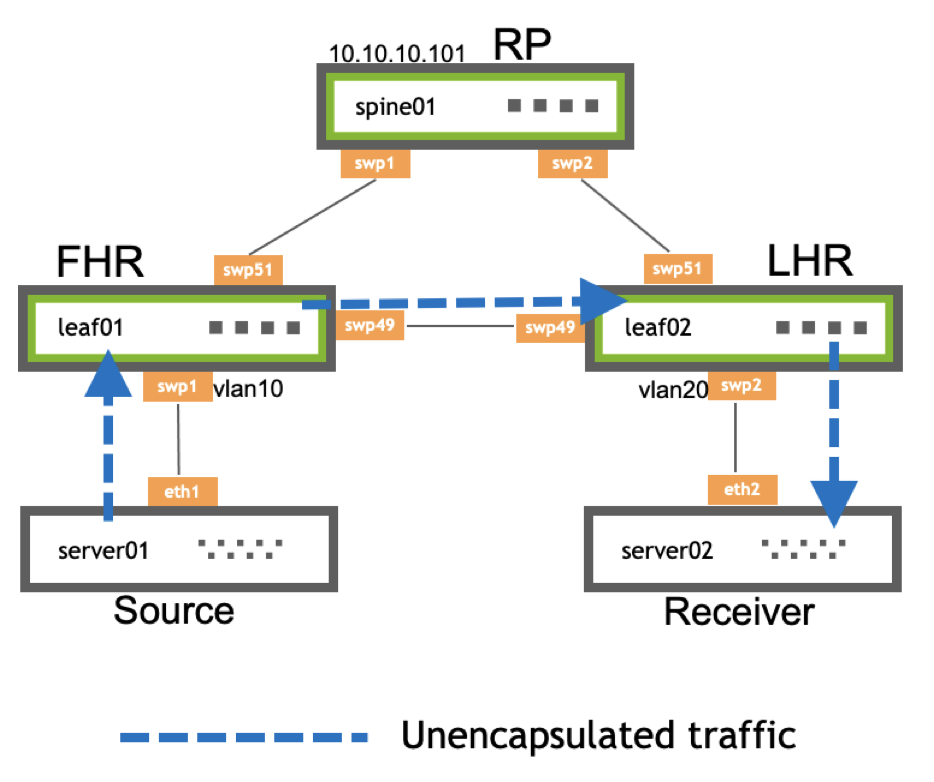 RP
10.10.10.101
spine01
swp1
swp2
FHR
LHR
swp51
swp51
leaf01
swp49
swp49
leaf02
swp1
vlan10
vlan20
swp2
eth1
eth2
server01
server02
Source
Receiver
Unencapsulated traffic